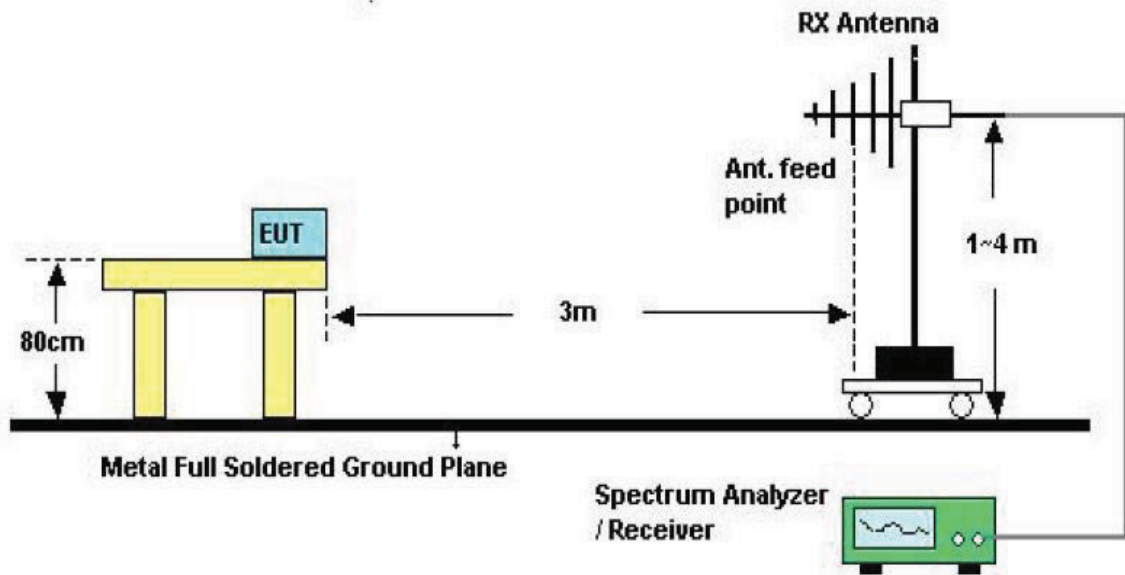 RX Antenna
Ant. feed
point
EUT
1~4 m
3m
80cm
Metal Full Soldered Ground Plane
Spectrum Analyzer
/ Receiver